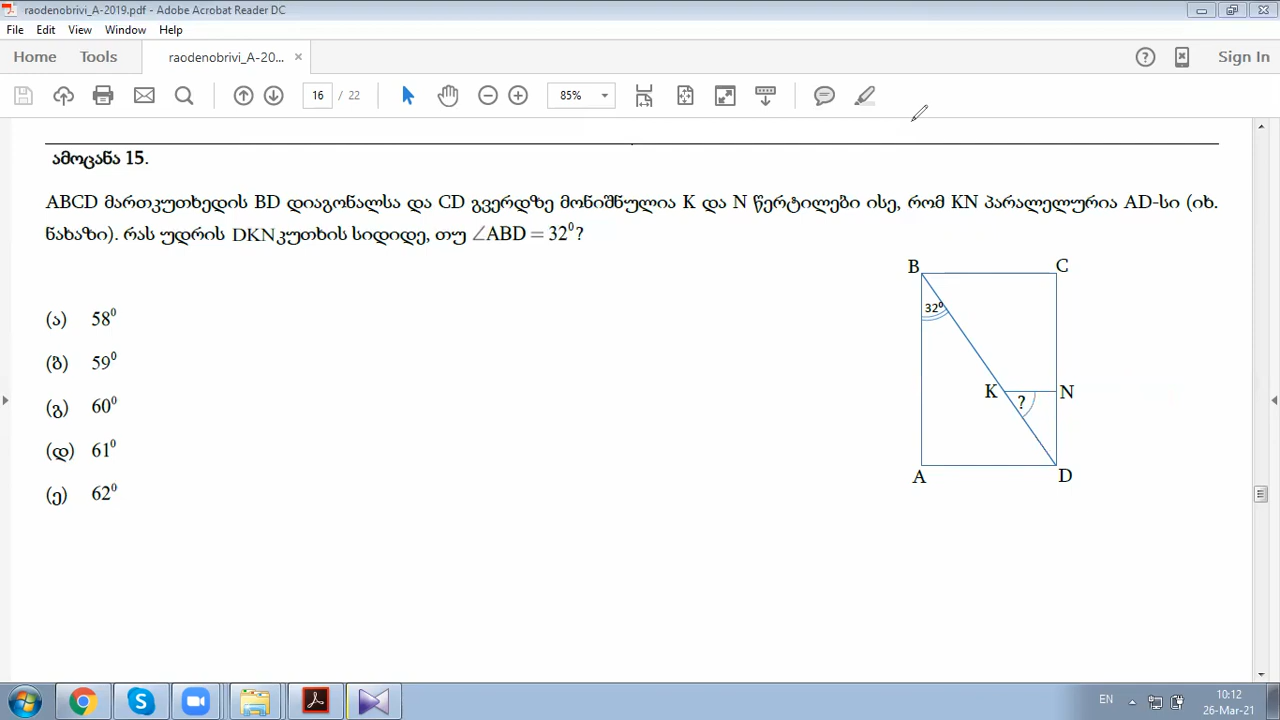 raodenobrivi_A-2019.pdf - Adobe Acrobat Reader DC
File Edit View Window Help
Home Tools raodenobrivi_A-20... × Sign In
16 / 22 85%
ამოცანა 15.
ABCD მართკუთხედის BD დიაგონალსა და CD გვერდზე მონიშნულია K და N წერტილები ისე, რომ KN პარალელურია AD-სი (იხ.
ნახაზი). რას უდრის DKN კუთხის სიდიდე, თუ ∠ABD = 32⁰?
B C
32⁰
(ა) 58⁰
(ბ) 59⁰
K ? N
(გ) 60⁰
(დ) 61⁰
A D
(ე) 62⁰
EN 10:12
26-Mar-21